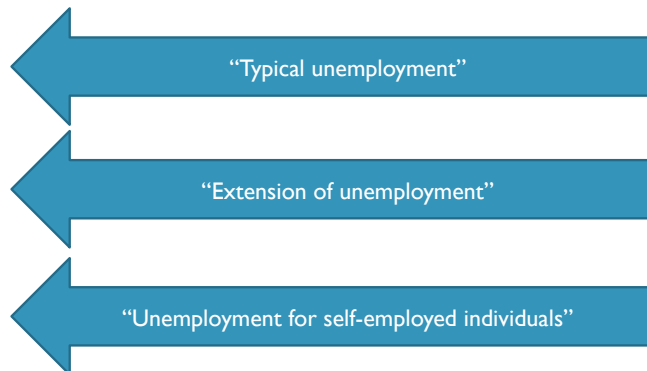 “Typical unemployment”
“Extension of unemployment”
“Unemployment for self-employed individuals”